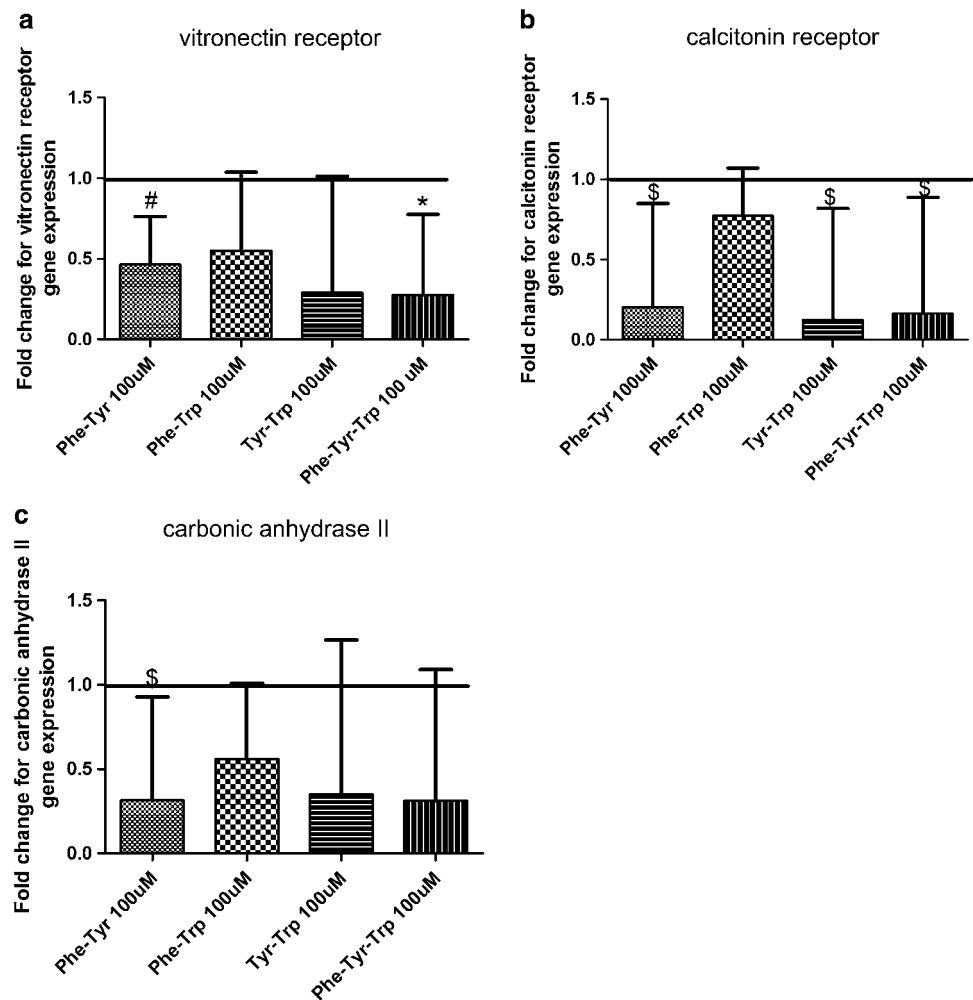 a
vitronectin receptor
Fold change for vitronectin receptor
gene expression
1.5
1.0
0.5
0.0
#
*
Phe-Tyr 100uM
Phe-Trp 100uM
Tyr-Trp 100uM
Phe-Tyr-Trp 100 uM
b
calcitonin receptor
Fold change for calcitonin receptor
gene expression
1.5
1.0
0.5
0.0
$
$
$
Phe-Tyr 100uM
Phe-Trp 100uM
Tyr-Trp 100uM
Phe-Tyr-Trp 100uM
c
carbonic anhydrase II
Fold change for carbonic anhydrase II
gene expression
1.5
1.0
0.5
0.0
$
Phe-Tyr 100uM
Phe-Trp 100uM
Tyr-Trp 100uM
Phe-Tyr-Trp 100uM